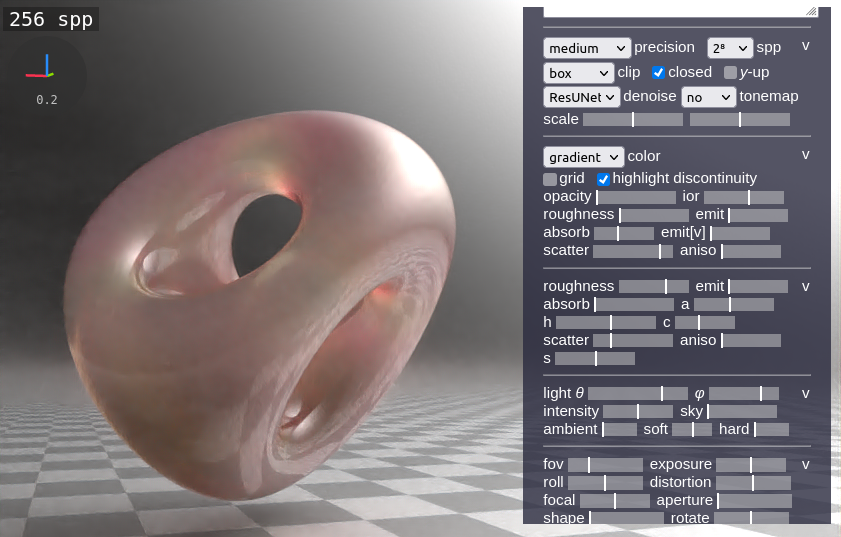 256 spp
0.2
medium precision 2⁸ spp v
box clip closed y-up
ResUNet denoise no tonemap
scale
gradient color v
grid highlight discontinuity
opacity ior
roughness emit
absorb emit[v]
scatter aniso
roughness emit v
absorb a
h c
scatter aniso
s
light θ φ v
intensity sky
ambient soft hard
fov exposure v
roll distortion
focal aperture
shape rotate